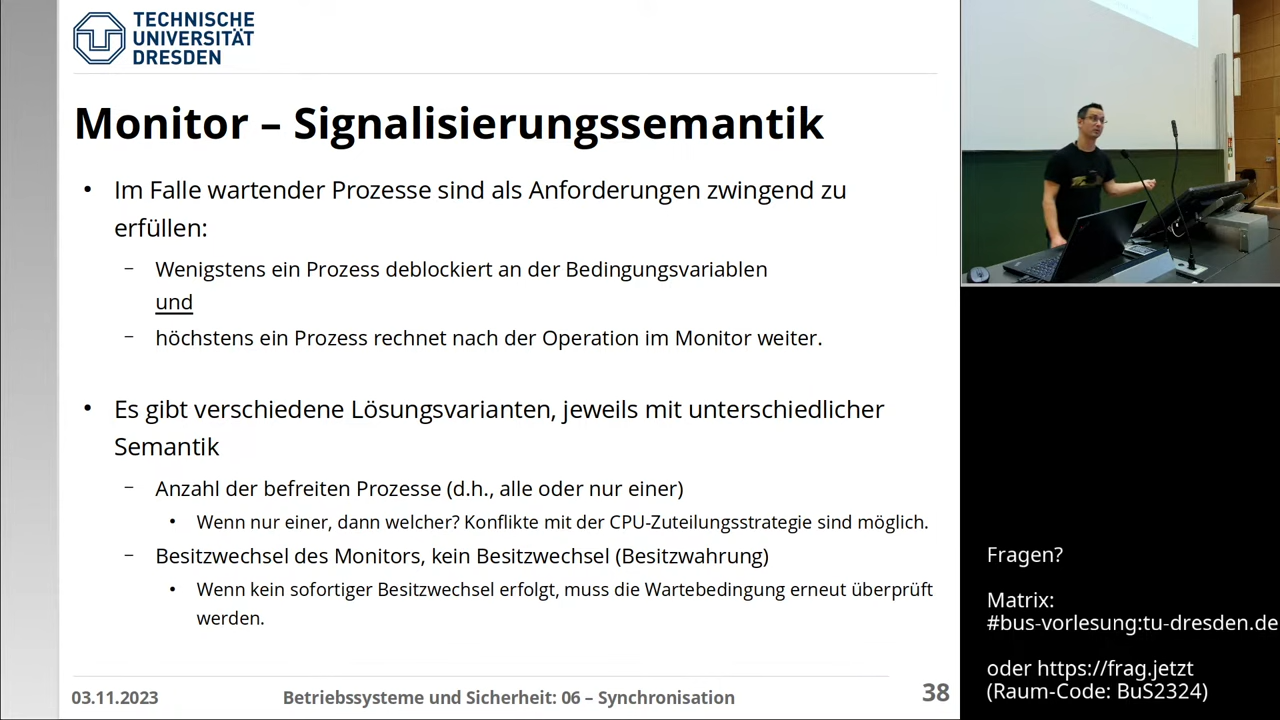 TECHNISCHE
UNIVERSITÄT
DRESDEN
Monitor – Signalisierungssemantik
• Im Falle wartender Prozesse sind als Anforderungen zwingend zu
erfüllen:
– Wenigstens ein Prozess deblockiert an der Bedingungsvariablen
und
– höchstens ein Prozess rechnet nach der Operation im Monitor weiter.
• Es gibt verschiedene Lösungsvarianten, jeweils mit unterschiedlicher
Semantik
– Anzahl der befreiten Prozesse (d.h., alle oder nur einer)
• Wenn nur einer, dann welcher? Konflikte mit der CPU-Zuteilungsstrategie sind möglich.
– Besitzwechsel des Monitors, kein Besitzwechsel (Besitzwahrung)
• Wenn kein sofortiger Besitzwechsel erfolgt, muss die Wartebedingung erneut überprüft
werden.
03.11.2023
Betriebssysteme und Sicherheit: 06 – Synchronisation
38
Fragen?
Matrix:
#bus-vorlesung:tu-dresden.de
oder https://frag.jetzt
(Raum-Code: BuS2324)